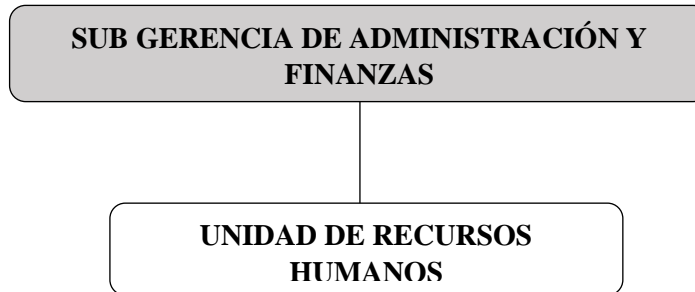 SUB GERENCIA DE ADMINISTRACIÓN Y
FINANZAS
UNIDAD DE RECURSOS
HUMANOS